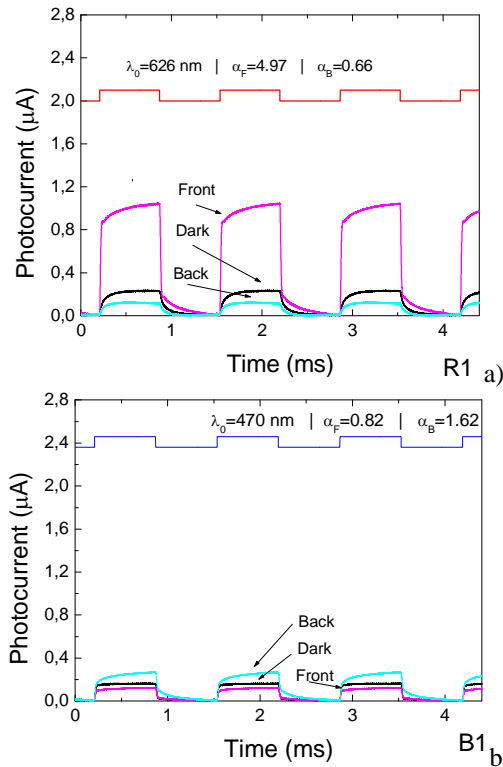 2,8
λ0=626 nm | αF=4.97 | αB=0.66
2,4
2,0
1,6
1,2
0,8
0,4
0,0
Photocurrent (μA)
Front
Dark
Back
0 1 2 3 4
Time (ms)
R1 a)
2,8
λ0=470 nm | αF=0.82 | αB=1.62
2,4
2,0
1,6
1,2
0,8
0,4
0,0
Photocurrent (μA)
Back
Dark
Front
0 1 2 3 4
Time (ms)
B1 b